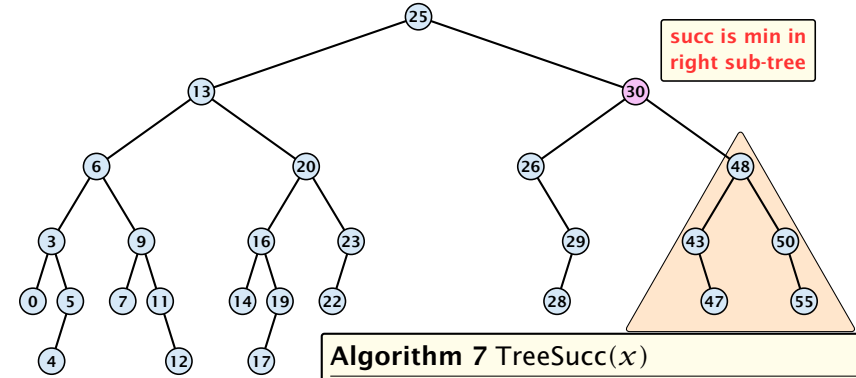 25
succ is min in
right sub-tree
13 30
6 20 26 48
3 9 16 23 29 43 50
0 5 7 11 14 19 22 28 47 55
4 12 17
Algorithm 7 TreeSucc(x)